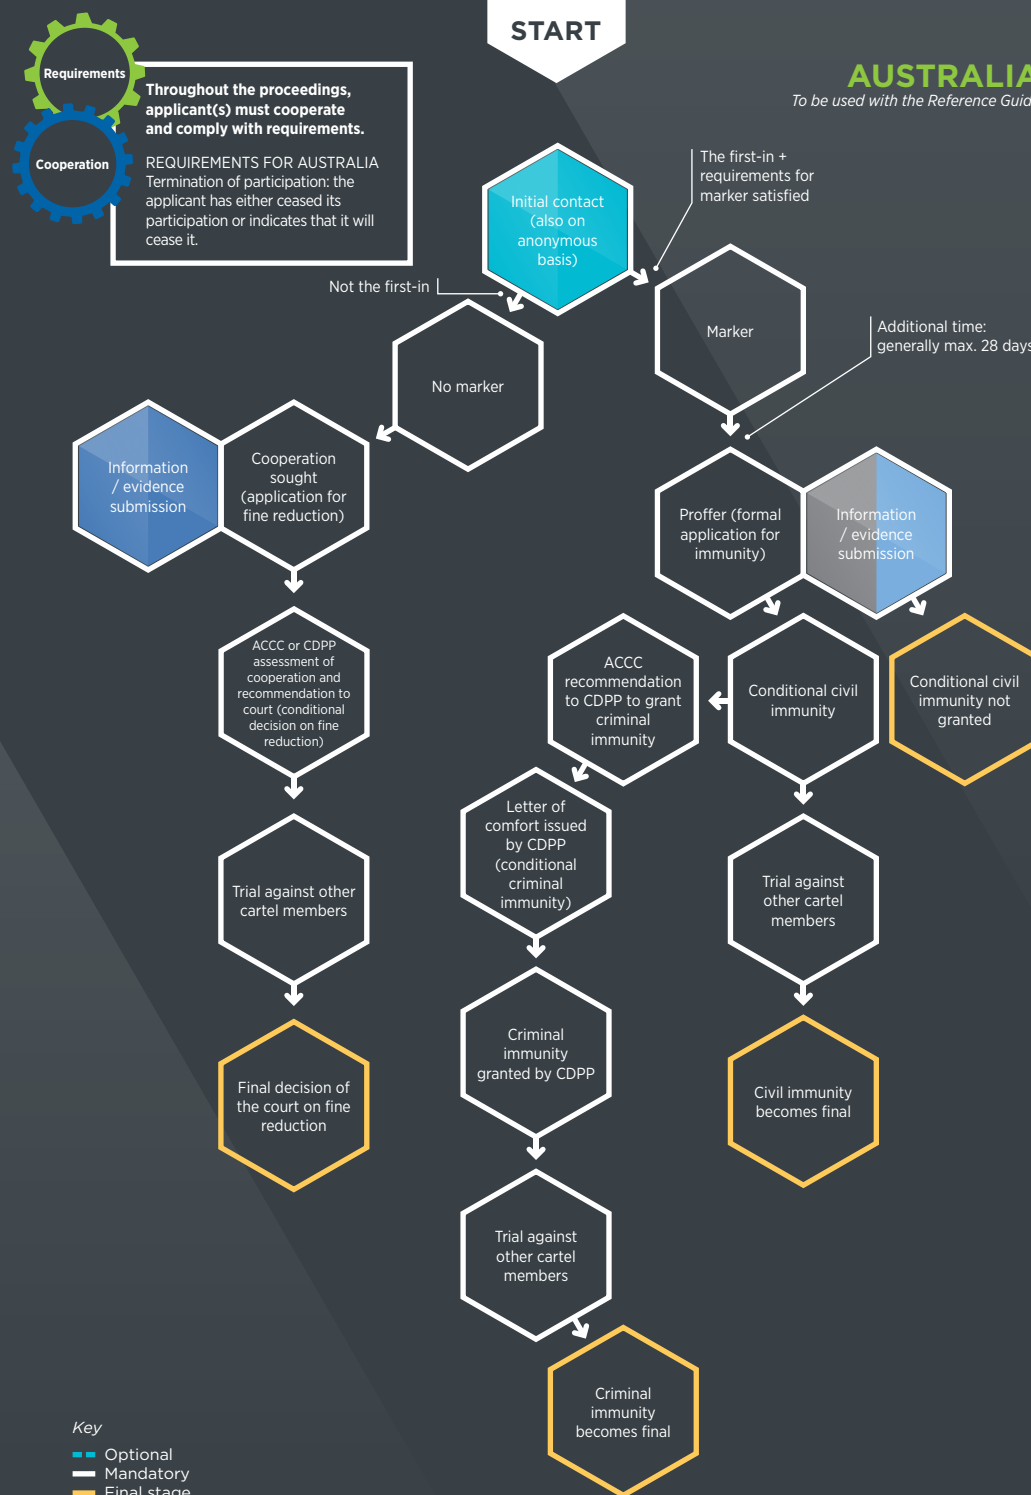 START
AUSTRALIA
To be used with the Reference Guid
Requirements
Cooperation
Throughout the proceedings,
applicant(s) must cooperate
and comply with requirements.
REQUIREMENTS FOR AUSTRALIA
Termination of participation: the
applicant has either ceased its
participation or indicates that it will
cease it.
Initial contact
(also on
anonymous
basis)
The first-in +
requirements for
marker satisfied
Not the first-in
Marker
Additional time:
generally max. 28 days
No marker
Information
/ evidence
submission
Cooperation
sought
(application for
fine reduction)
Proffer (formal
application for
immunity)
Information
/ evidence
submission
ACCC or CDPP
assessment of
cooperation and
recommendation to
court (conditional
decision on fine
reduction)
ACCC
recommendation
to CDPP to grant
criminal
immunity
Conditional civil
immunity
Conditional civil
immunity not
granted
Letter of
comfort issued
by CDPP
(conditional
criminal
immunity)
Trial against other
cartel members
Trial against
other cartel
members
Criminal
immunity
granted by CDPP
Final decision of
the court on fine
reduction
Civil immunity
becomes final
Trial against
other cartel
members
Criminal
immunity
becomes final
Key
Optional
Mandatory
Final stage